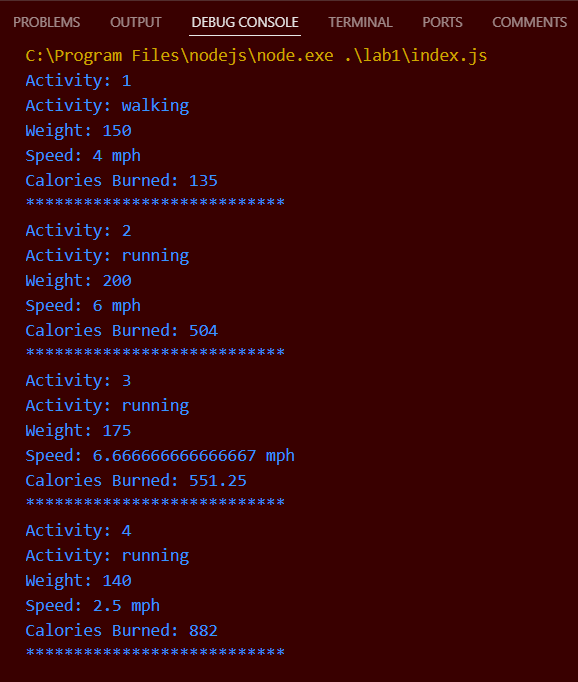 PROBLEMS OUTPUT DEBUG CONSOLE TERMINAL PORTS COMMENTS
C:\Program Files\nodejs\node.exe .\lab1\index.js
Activity: 1
Activity: walking
Weight: 150
Speed: 4 mph
Calories Burned: 135
***************************
Activity: 2
Activity: running
Weight: 200
Speed: 6 mph
Calories Burned: 504
***************************
Activity: 3
Activity: running
Weight: 175
Speed: 6.666666666666667 mph
Calories Burned: 551.25
***************************
Activity: 4
Activity: running
Weight: 140
Speed: 2.5 mph
Calories Burned: 882
***************************